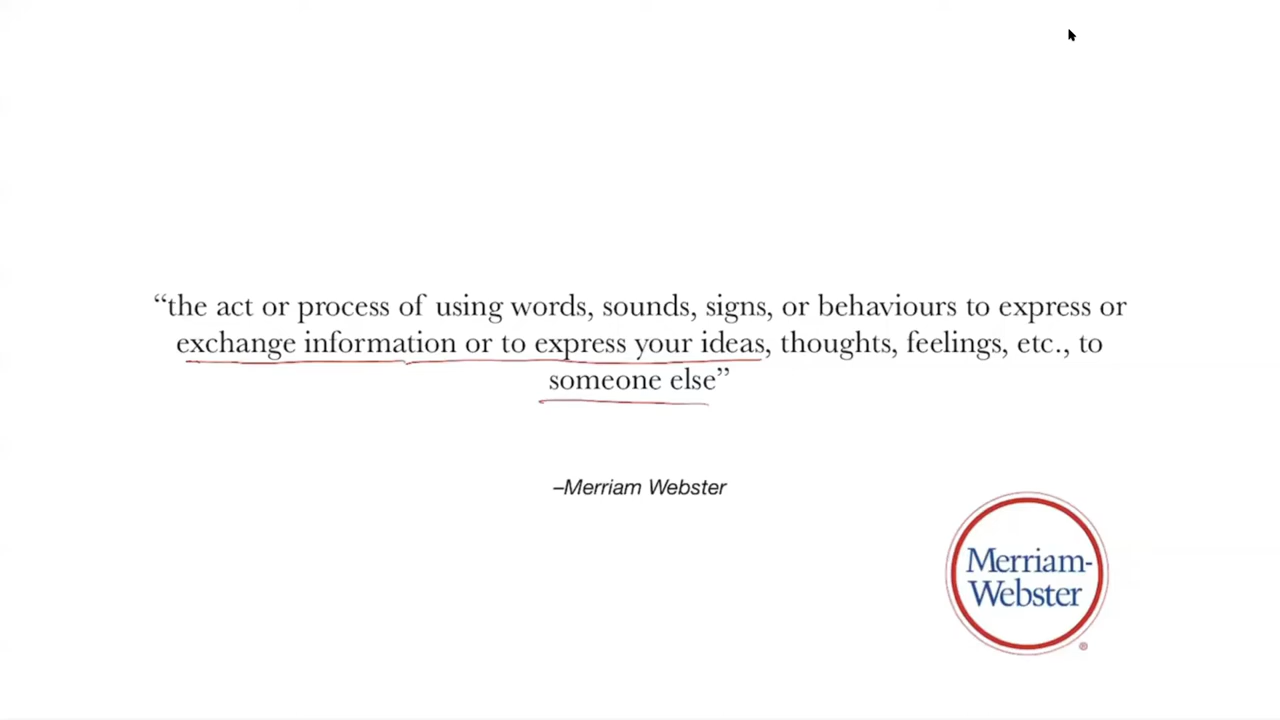 “the act or process of using words, sounds, signs, or behaviours to express or
exchange information or to express your ideas, thoughts, feelings, etc., to
someone else”
–Merriam Webster
Merriam-
Webster
®